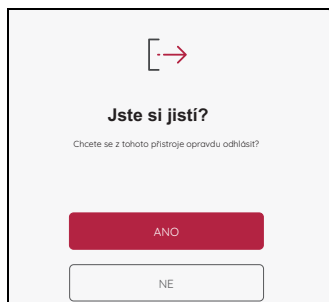 Jste si jistí?
Chcete se z tohoto přístroje opravdu odhlásit?
ANO
NE